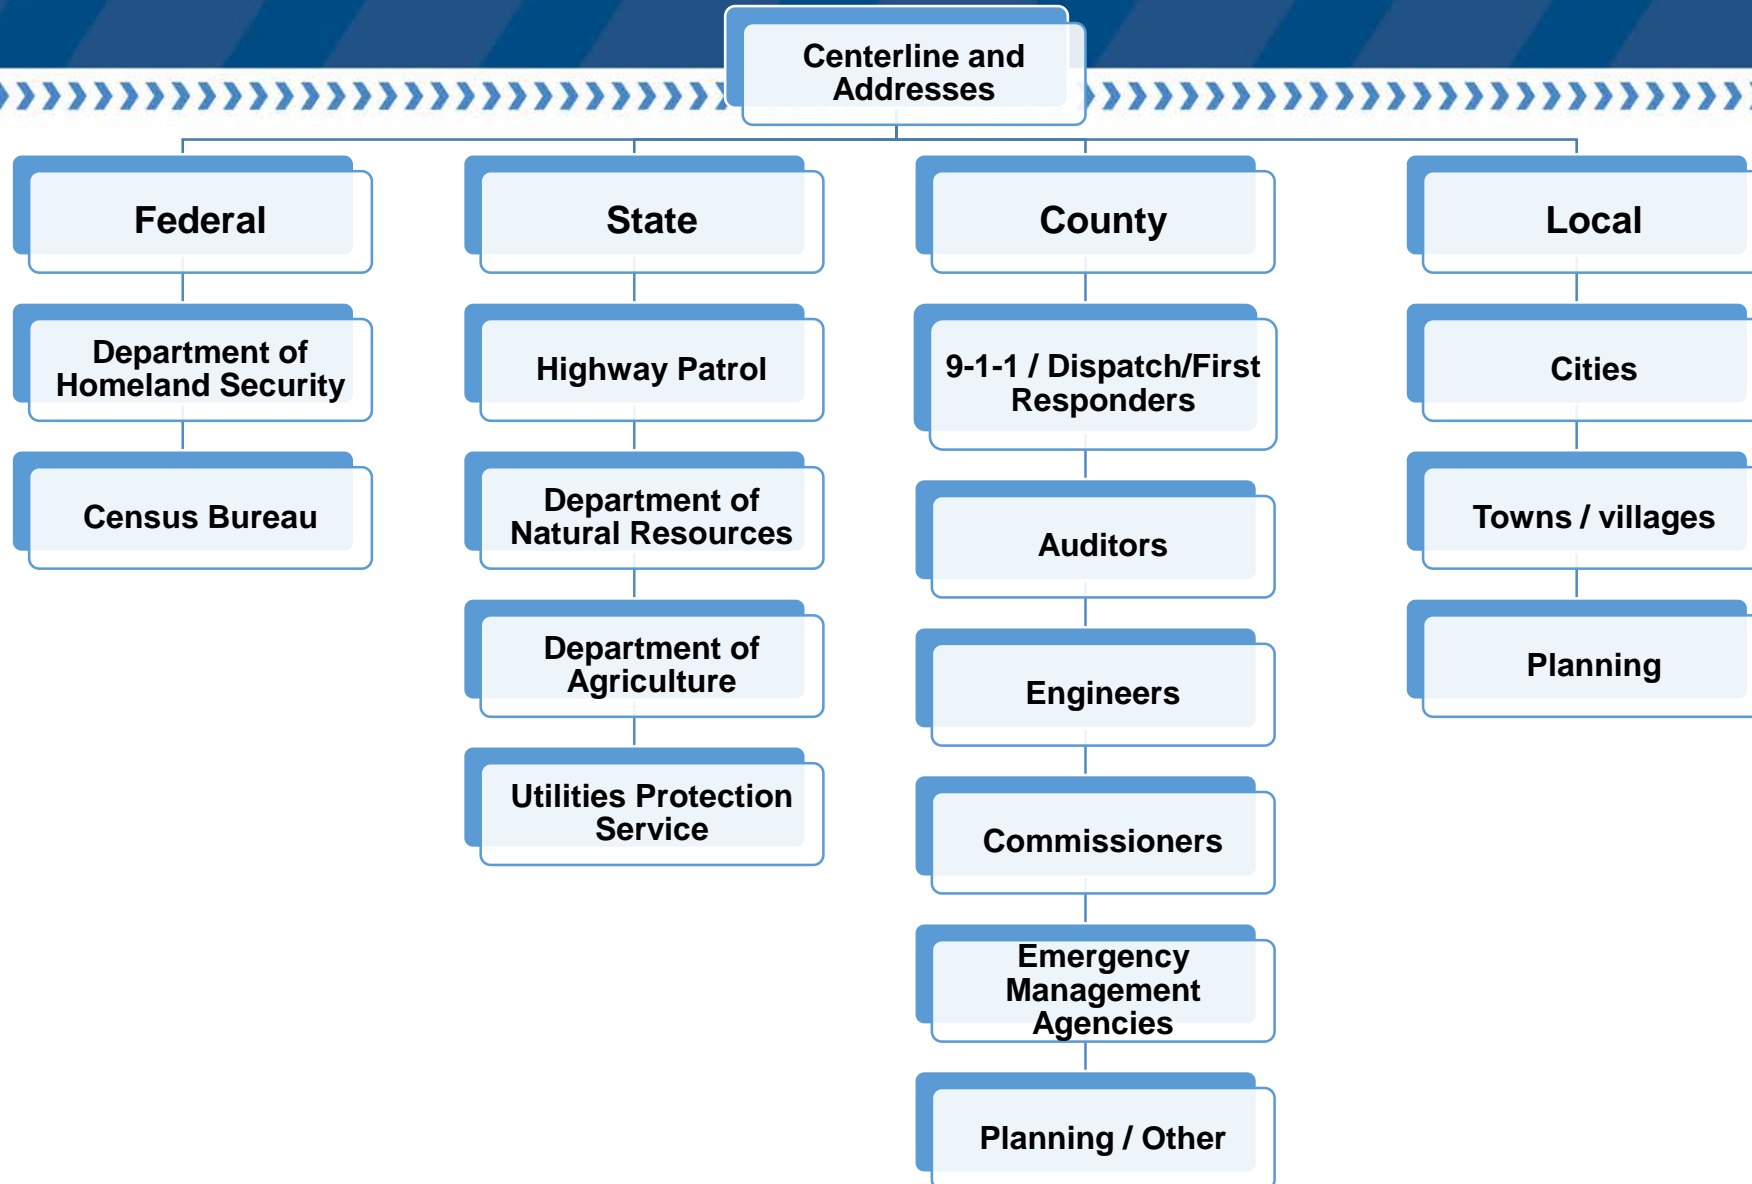 Centerline and
Addresses
Federal
Department of
Homeland Security
Census Bureau
State
Highway Patrol
Department of
Natural Resources
Department of
Agriculture
Utilities Protection
Service
County
9-1-1 / Dispatch/First
Responders
Auditors
Engineers
Commissioners
Emergency
Management
Agencies
Planning / Other
Local
Cities
Towns / villages
Planning